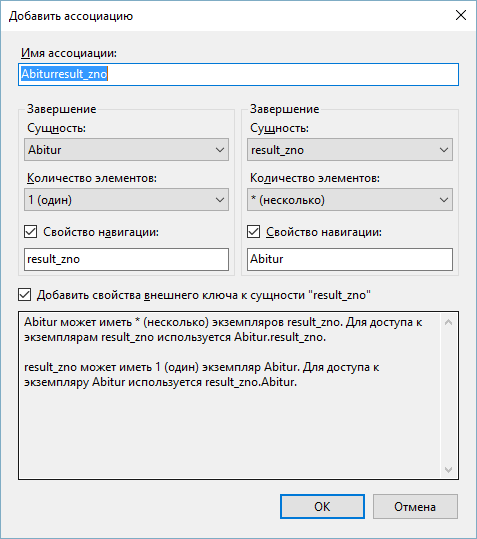 Добавить ассоциацию
Имя ассоциации:
Abiturresult_zno
Завершение
Сущность:
Abitur
Количество элементов:
1 (один)
Свойство навигации:
result_zno
Завершение
Сущность:
result_zno
Количество элементов:
* (несколько)
Свойство навигации:
Abitur
Добавить свойства внешнего ключа к сущности "result_zno"
Abitur может иметь * (несколько) экземпляров result_zno. Для доступа к
экземплярам result_zno используется Abitur.result_zno.
result_zno может иметь 1 (один) экземпляр Abitur. Для доступа к
экземпляру Abitur используется result_zno.Abitur.
ОК
Отмена